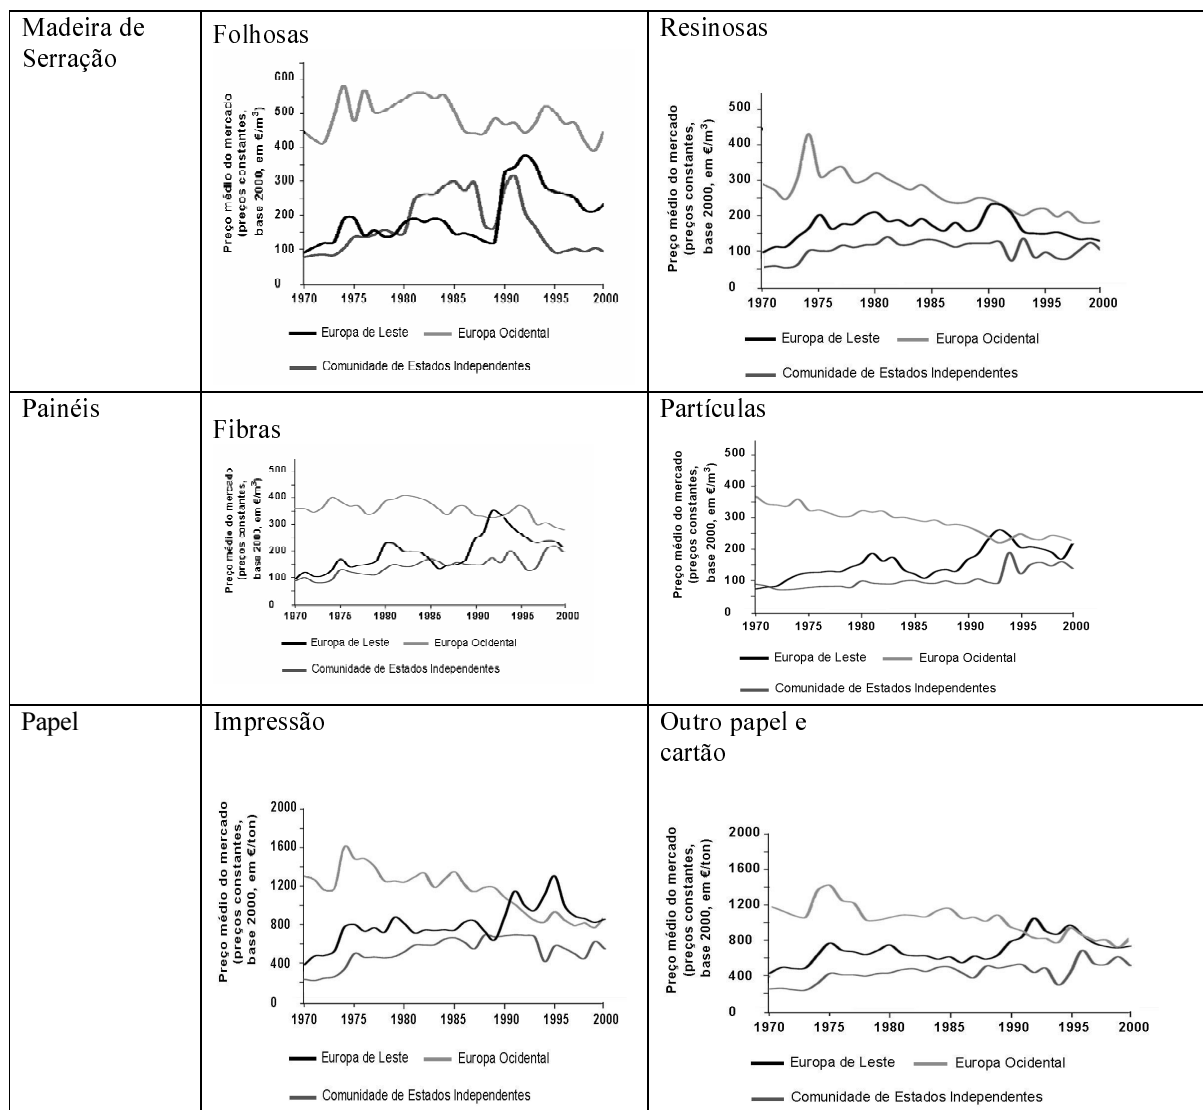 Madeira de
Serração
Folhosas
Preço médio do mercado
(preços constantes,
base 2000, em €/m³)
600
500
400
300
200
100
0
1970 1975 1980 1985 1990 1995 2000
Europa de Leste Europa Ocidental
Comunidade de Estados Independentes
Resinosas
Preço médio do mercado
(preços constantes,
base 2000, em €/m³)
500
400
300
200
100
0
1970 1975 1980 1985 1990 1995 2000
Europa de Leste Europa Ocidental
Comunidade de Estados Independentes
Painéis
Fibras
Preço médio do mercado
(preços constantes,
base 2000, em €/m³)
500
400
300
200
100
0
1970 1975 1980 1985 1990 1995 2000
Europa de Leste Europa Ocidental
Comunidade de Estados Independentes
Partículas
Preço médio do mercado
(preços constantes,
base 2000, em €/m³)
500
400
300
200
100
0
1970 1975 1980 1985 1990 1995 2000
Europa de Leste Europa Ocidental
Comunidade de Estados Independentes
Papel
Impressão
Preço médio do mercado
(preços constantes,
base 2000, em €/ton)
2000
1600
1200
800
400
0
1970 1975 1980 1985 1990 1995 2000
Europa de Leste Europa Ocidental
Comunidade de Estados Independentes
Outro papel e
cartão
Preço médio do mercado
(preços constantes,
base 2000, em €/ton)
2000
1600
1200
800
400
0
1970 1975 1980 1985 1990 1995 2000
Europa de Leste Europa Ocidental
Comunidade de Estados Independentes